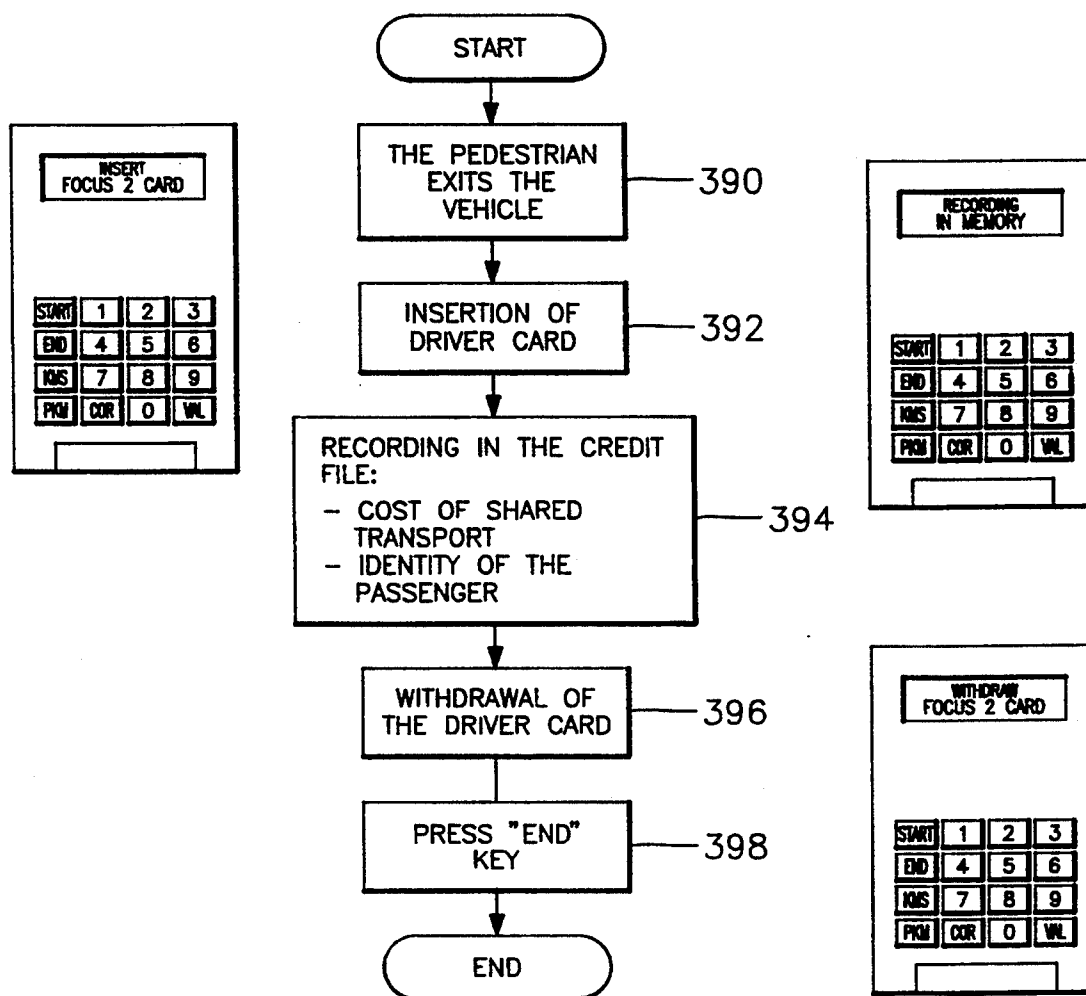 START
THE PEDESTRIAN
EXITS THE
VEHICLE
390
INSERTION OF
DRIVER CARD
392
RECORDING IN THE CREDIT
FILE:
– COST OF SHARED
TRANSPORT
– IDENTITY OF THE
PASSENGER
394
WITHDRAWAL OF
THE DRIVER CARD
396
PRESS "END"
KEY
398
END
INSERT
FOCUS 2 CARD
START 1 2 3
END 4 5 6
KMS 7 8 9
PKM COR 0 VAL
RECORDING
IN MEMORY
START 1 2 3
END 4 5 6
KMS 7 8 9
PKM COR 0 VAL
WITHDRAW
FOCUS 2 CARD
START 1 2 3
END 4 5 6
KMS 7 8 9
PKM COR 0 VAL